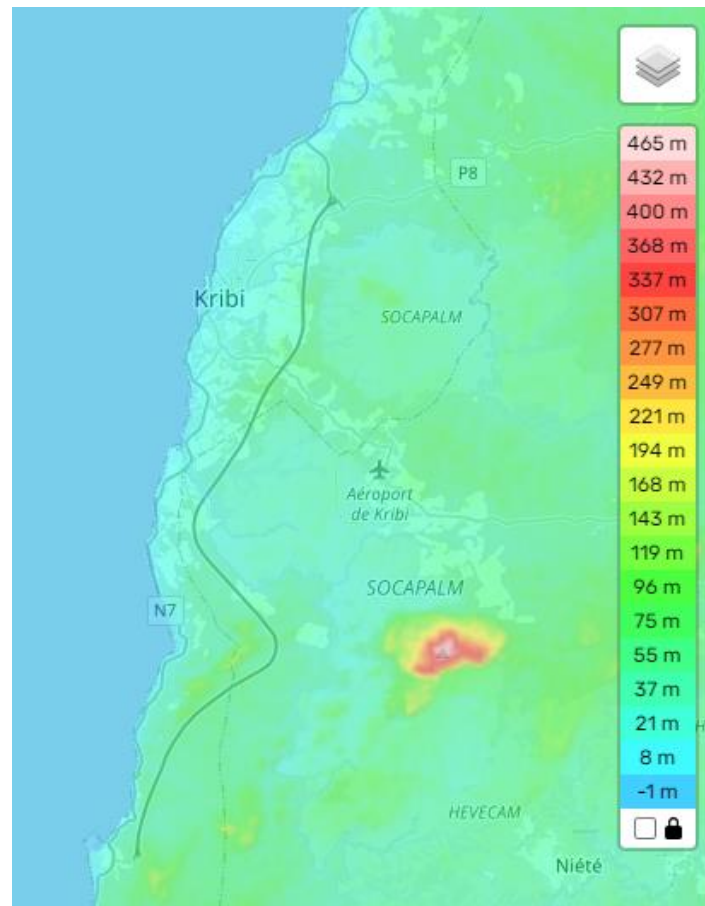 P8
Kribi
SOCAPALM
Aéroport
de Kribi
SOCAPALM
N7
HEVECAM
Niété
465 m
432 m
400 m
368 m
337 m
307 m
277 m
249 m
221 m
194 m
168 m
143 m
119 m
96 m
75 m
55 m
37 m
21 m
8 m
-1 m
H